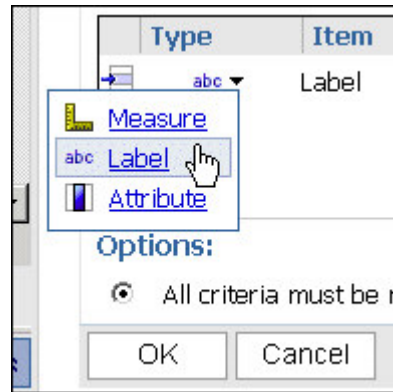 Type Item
abc Label
Measure
abc Label
Attribute
Options:
All criteria must be
OK Cancel